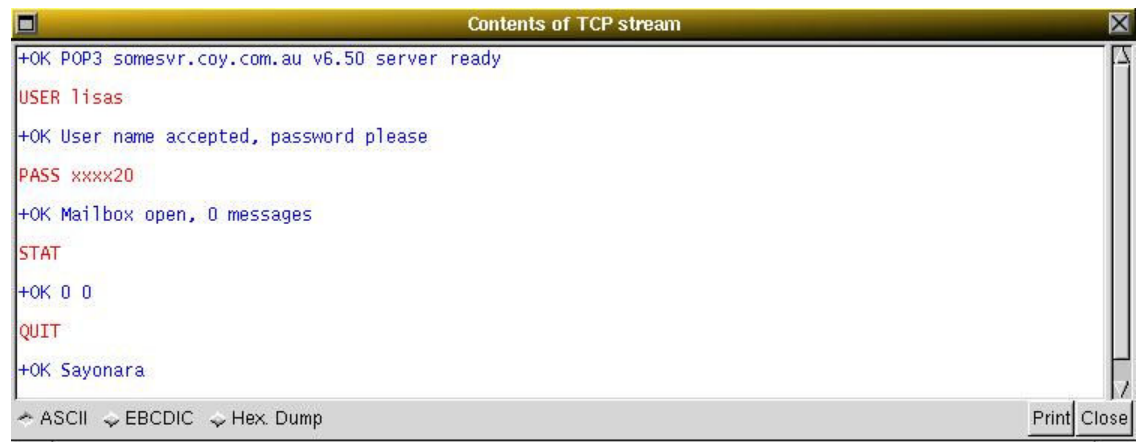 Contents of TCP stream
+OK POP3 somesvr.coy.com.au v6.50 server ready
USER lisas
+OK User name accepted, password please
PASS xxxx20
+OK Mailbox open, 0 messages
STAT
+OK 0 0
QUIT
+OK Sayonara
ASCII EBCDIC Hex. Dump Print Close